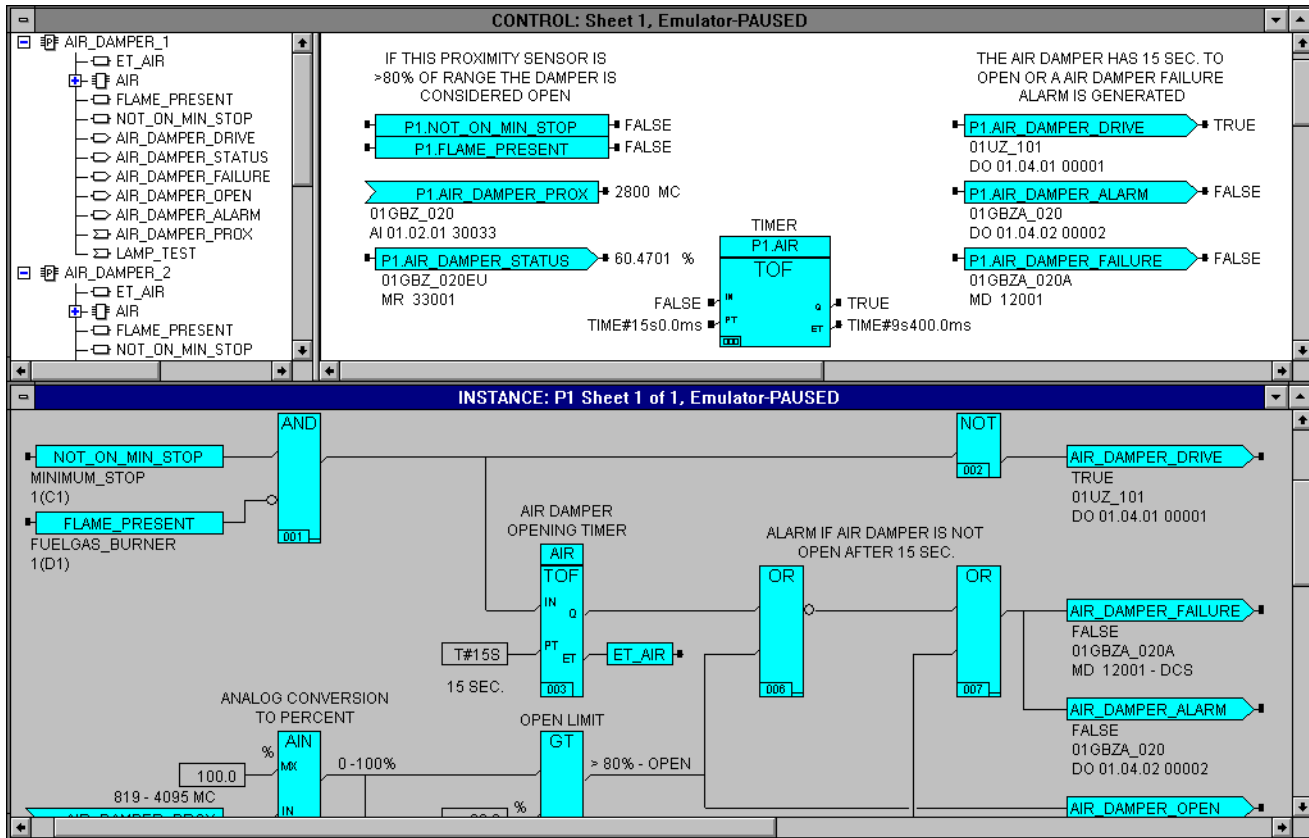 CONTROL: Sheet 1, Emulator-PAUSED
AIR_DAMPER_1
ET_AIR
AIR
FLAME_PRESENT
NOT_ON_MIN_STOP
AIR_DAMPER_DRIVE
AIR_DAMPER_STATUS
AIR_DAMPER_FAILURE
AIR_DAMPER_OPEN
AIR_DAMPER_ALARM
AIR_DAMPER_PROX
LAMP_TEST
AIR_DAMPER_2
ET_AIR
AIR
FLAME_PRESENT
NOT_ON_MIN_STOP
IF THIS PROXIMITY SENSOR IS
>80% OF RANGE THE DAMPER IS
CONSIDERED OPEN
P1.NOT_ON_MIN_STOP FALSE
P1.FLAME_PRESENT FALSE
P1.AIR_DAMPER_PROX 2800 MC
01GBZ_020
AI 01.02.01 30033
P1.AIR_DAMPER_STATUS 60.4701 %
01GBZ_020EU
MR 33001
TIMER
P1.AIR
TOF
FALSE IN Q TRUE
TIME#15s0.0ms PT ET TIME#9s400.0ms
000
THE AIR DAMPER HAS 15 SEC. TO
OPEN OR A AIR DAMPER FAILURE
ALARM IS GENERATED
P1.AIR_DAMPER_DRIVE TRUE
01UZ_101
DO 01.04.01 00001
P1.AIR_DAMPER_ALARM FALSE
01GBZA_020
DO 01.04.02 00002
P1.AIR_DAMPER_FAILURE FALSE
01GBZA_020A
MD 12001
INSTANCE: P1 Sheet 1 of 1, Emulator-PAUSED
NOT_ON_MIN_STOP
MINIMUM_STOP
1(C1)
FLAME_PRESENT
FUELGAS_BURNER
1(D1)
AND
001
NOT
002
AIR_DAMPER_DRIVE
TRUE
01UZ_101
DO 01.04.01 00001
AIR DAMPER
OPENING TIMER
AIR
TOF
IN Q
T#15S PT ET ET_AIR
15 SEC.
003
ALARM IF AIR DAMPER IS NOT
OPEN AFTER 15 SEC.
OR
006
OR
007
AIR_DAMPER_FAILURE
FALSE
01GBZA_020A
MD 12001 - DCS
AIR_DAMPER_ALARM
FALSE
01GBZA_020
DO 01.04.02 00002
AIR_DAMPER_OPEN
ANALOG CONVERSION
TO PERCENT
AIN
% MX
100.0
0 -100%
819 - 4095 MC
IN
AIR_DAMPER_PROX
OPEN LIMIT
GT
> 80% - OPEN
%